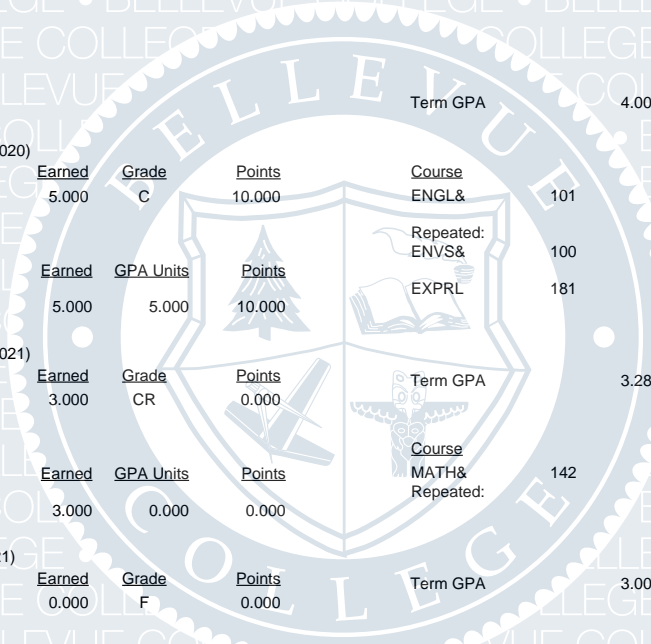 BELLEVUE
COLLEGE
020)
Earned Grade Points
5.000 C 10.000
Earned GPA Units Points
5.000 5.000 10.000
021)
Earned Grade Points
3.000 CR 0.000
Earned GPA Units Points
3.000 0.000 0.000
21)
Earned Grade Points
0.000 F 0.000
Term GPA 4.00
Course
ENGL& 101
Repeated:
ENVS& 100
EXPRL 181
Term GPA 3.28
Course
MATH& 142
Repeated:
Term GPA 3.00